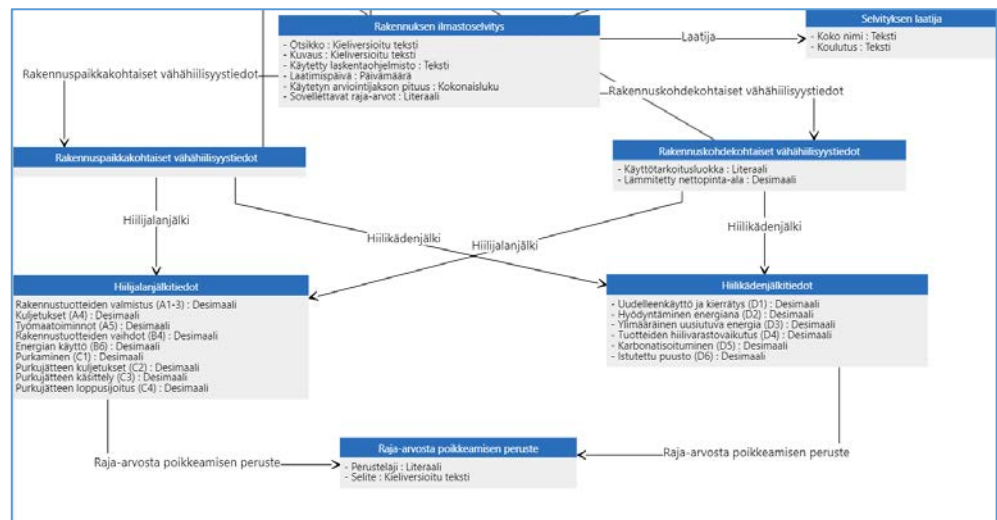 Rakennuksen ilmastoselvitys
- Otsikko : Kieliversioitu teksti
- Kuvaus : Kieliversioitu teksti
- Käytetty laskentaohjelmisto : Teksti
- Laatimispäivä : Päivämäärä
- Käytetyn arviointijakson pituus : Kokonaisluku
- Sovellettavat raja-arvot : Literaali
Laatija
Selvityksen laatija
- Koko nimi : Teksti
- Koulutus : Teksti
Rakennuspaikkakohtaiset vähähiilisyystiedot
Rakennuskohdekohtaiset vähähiilisyystiedot
Rakennuspaikkakohtaiset vähähiilisyystiedot
Rakennuskohdekohtaiset vähähiilisyystiedot
- Käyttötarkoitusluokka : Literaali
- Lämmitetty nettopinta-ala : Desimaali
Hiilijalanjälki
Hiilikädenjälki
Hiilijalanjälki
Hiilikädenjälki
Hiilijalanjälkitiedot
Rakennustuotteiden valmistus (A1-3) : Desimaali
Kuljetukset (A4) : Desimaali
Työmaatoiminnot (A5) : Desimaali
Rakennustuotteiden vaihdot (B4) : Desimaali
Energian käyttö (B6) : Desimaali
Purkaminen (C1) : Desimaali
Purkujätteen kuljetukset (C2) : Desimaali
Purkujätteen käsittely (C3) : Desimaali
Purkujätteen loppusijoitus (C4) : Desimaali
Hiilikädenjälkitiedot
- Uudelleenkäyttö ja kierrätys (D1) : Desimaali
- Hyödyntäminen energiana (D2) : Desimaali
- Ylimääräinen uusiutuva energia (D3) : Desimaali
- Tuotteiden hiilivarastovaikutus (D4) : Desimaali
- Karbonatisoituminen (D5) : Desimaali
- Istutettu puusto (D6) : Desimaali
Raja-arvosta poikkeamisen peruste
Raja-arvosta poikkeamisen peruste
- Perustelaji : Literaali
- Selite : Kieliversioitu teksti
Raja-arvosta poikkeamisen peruste